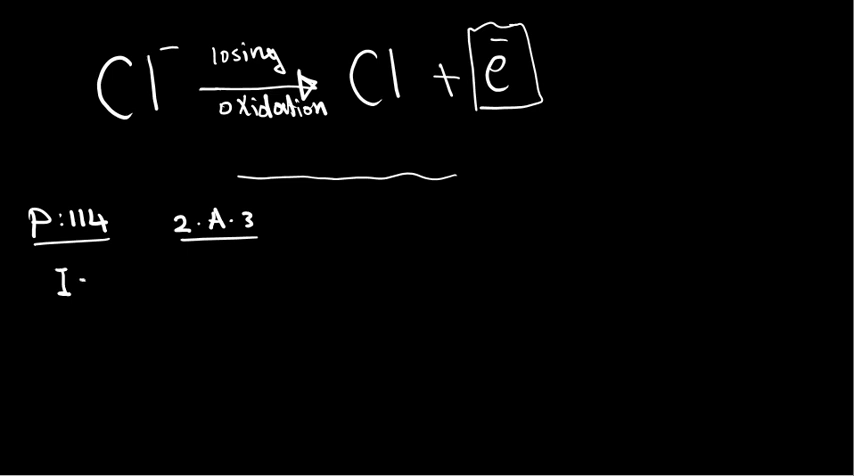 Cl⁻ losing oxidation → Cl + e⁻
P:114 2.A.3
I.